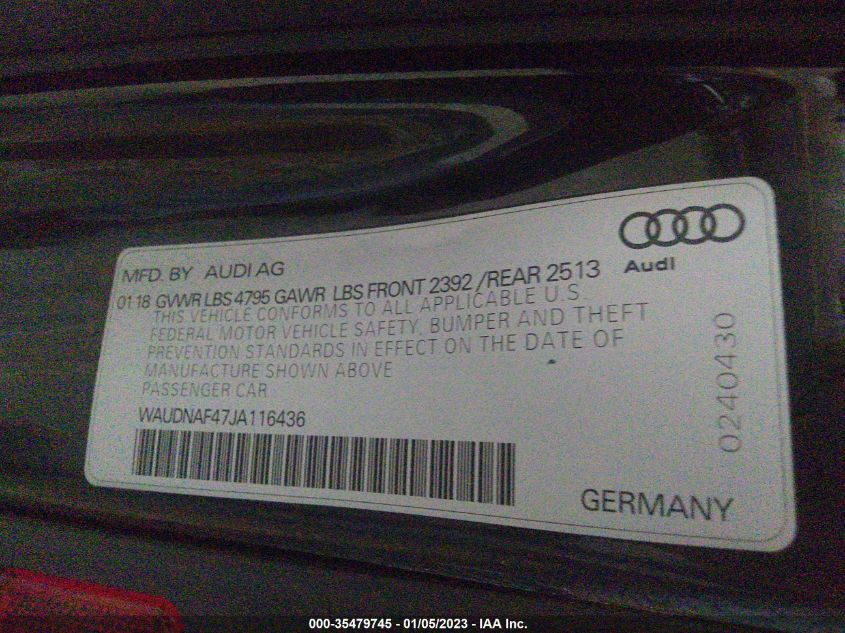 MFD. BY AUDI AG
Audi
01 18 GVWR LBS 4795 GAWR LBS FRONT 2392 /REAR 2513
THIS VEHICLE CONFORMS TO ALL APPLICABLE U.S
FEDERAL MOTOR VEHICLE SAFETY, BUMPER AND THEFT
PREVENTION STANDARDS IN EFFECT ON THE DATE OF
MANUFACTURE SHOWN ABOVE
PASSENGER CAR
WAUDNAF47JA116436
0240430
GERMANY
000-35479745 - 01/05/2023 - IAA Inc.